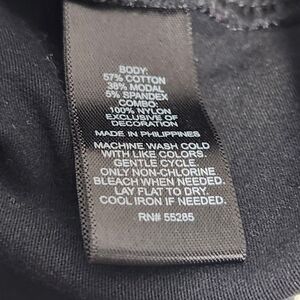 BODY:
57% COTTON
38% MODAL
5% SPANDEX
COMBO:
100% NYLON
EXCLUSIVE OF
DECORATION
MADE IN PHILIPPINES
MACHINE WASH COLD
WITH LIKE COLORS.
GENTLE CYCLE.
ONLY NON-CHLORINE
BLEACH WHEN NEEDED.
LAY FLAT TO DRY.
COOL IRON IF NEEDED.
RN# 55285